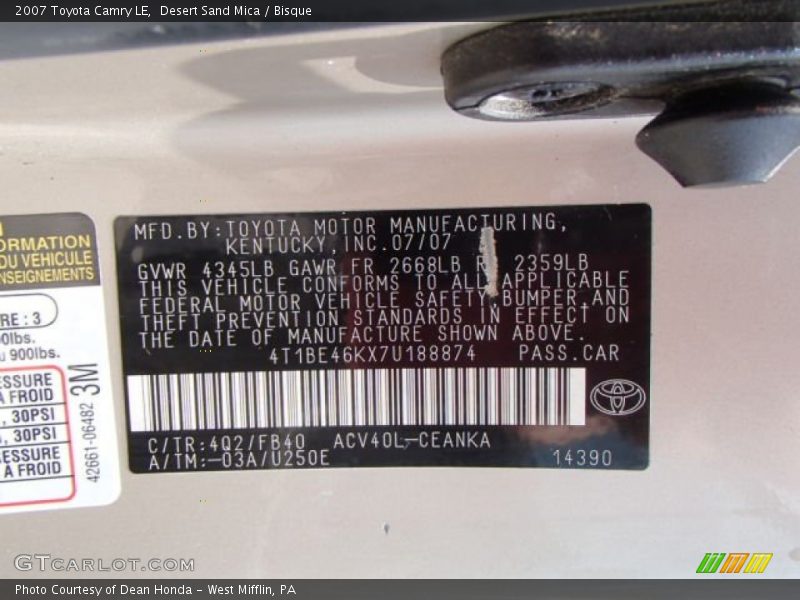 2007 Toyota Camry LE, Desert Sand Mica / Bisque
MFD.BY:TOYOTA MOTOR MANUFACTURING,
KENTUCKY,INC.07/07
GVWR 4345LB GAWR FR 2668LB 2359LB
THIS VEHICLE CONFORMS TO ALL APPLICABLE
FEDERAL MOTOR VEHICLE SAFETY,BUMPER,AND
THEFT PREVENTION STANDARDS IN EFFECT ON
THE DATE OF MANUFACTURE SHOWN ABOVE.
4T1BE46KX7U188874 PASS.CAR
C/TR:4Q2/FB40 ACV40L-CEANKA
A/TM:-03A/U250E 14390
ORMATION
DU VEHICULE
NSEIGNEMENTS
RE : 3
0lbs.
u 900lbs.
ESSURE
A FROID
, 30PSI
, 30PSI
ESSURE
A FROID
42661-06482 3M
GTCARLOT.COM
Photo Courtesy of Dean Honda - West Mifflin, PA